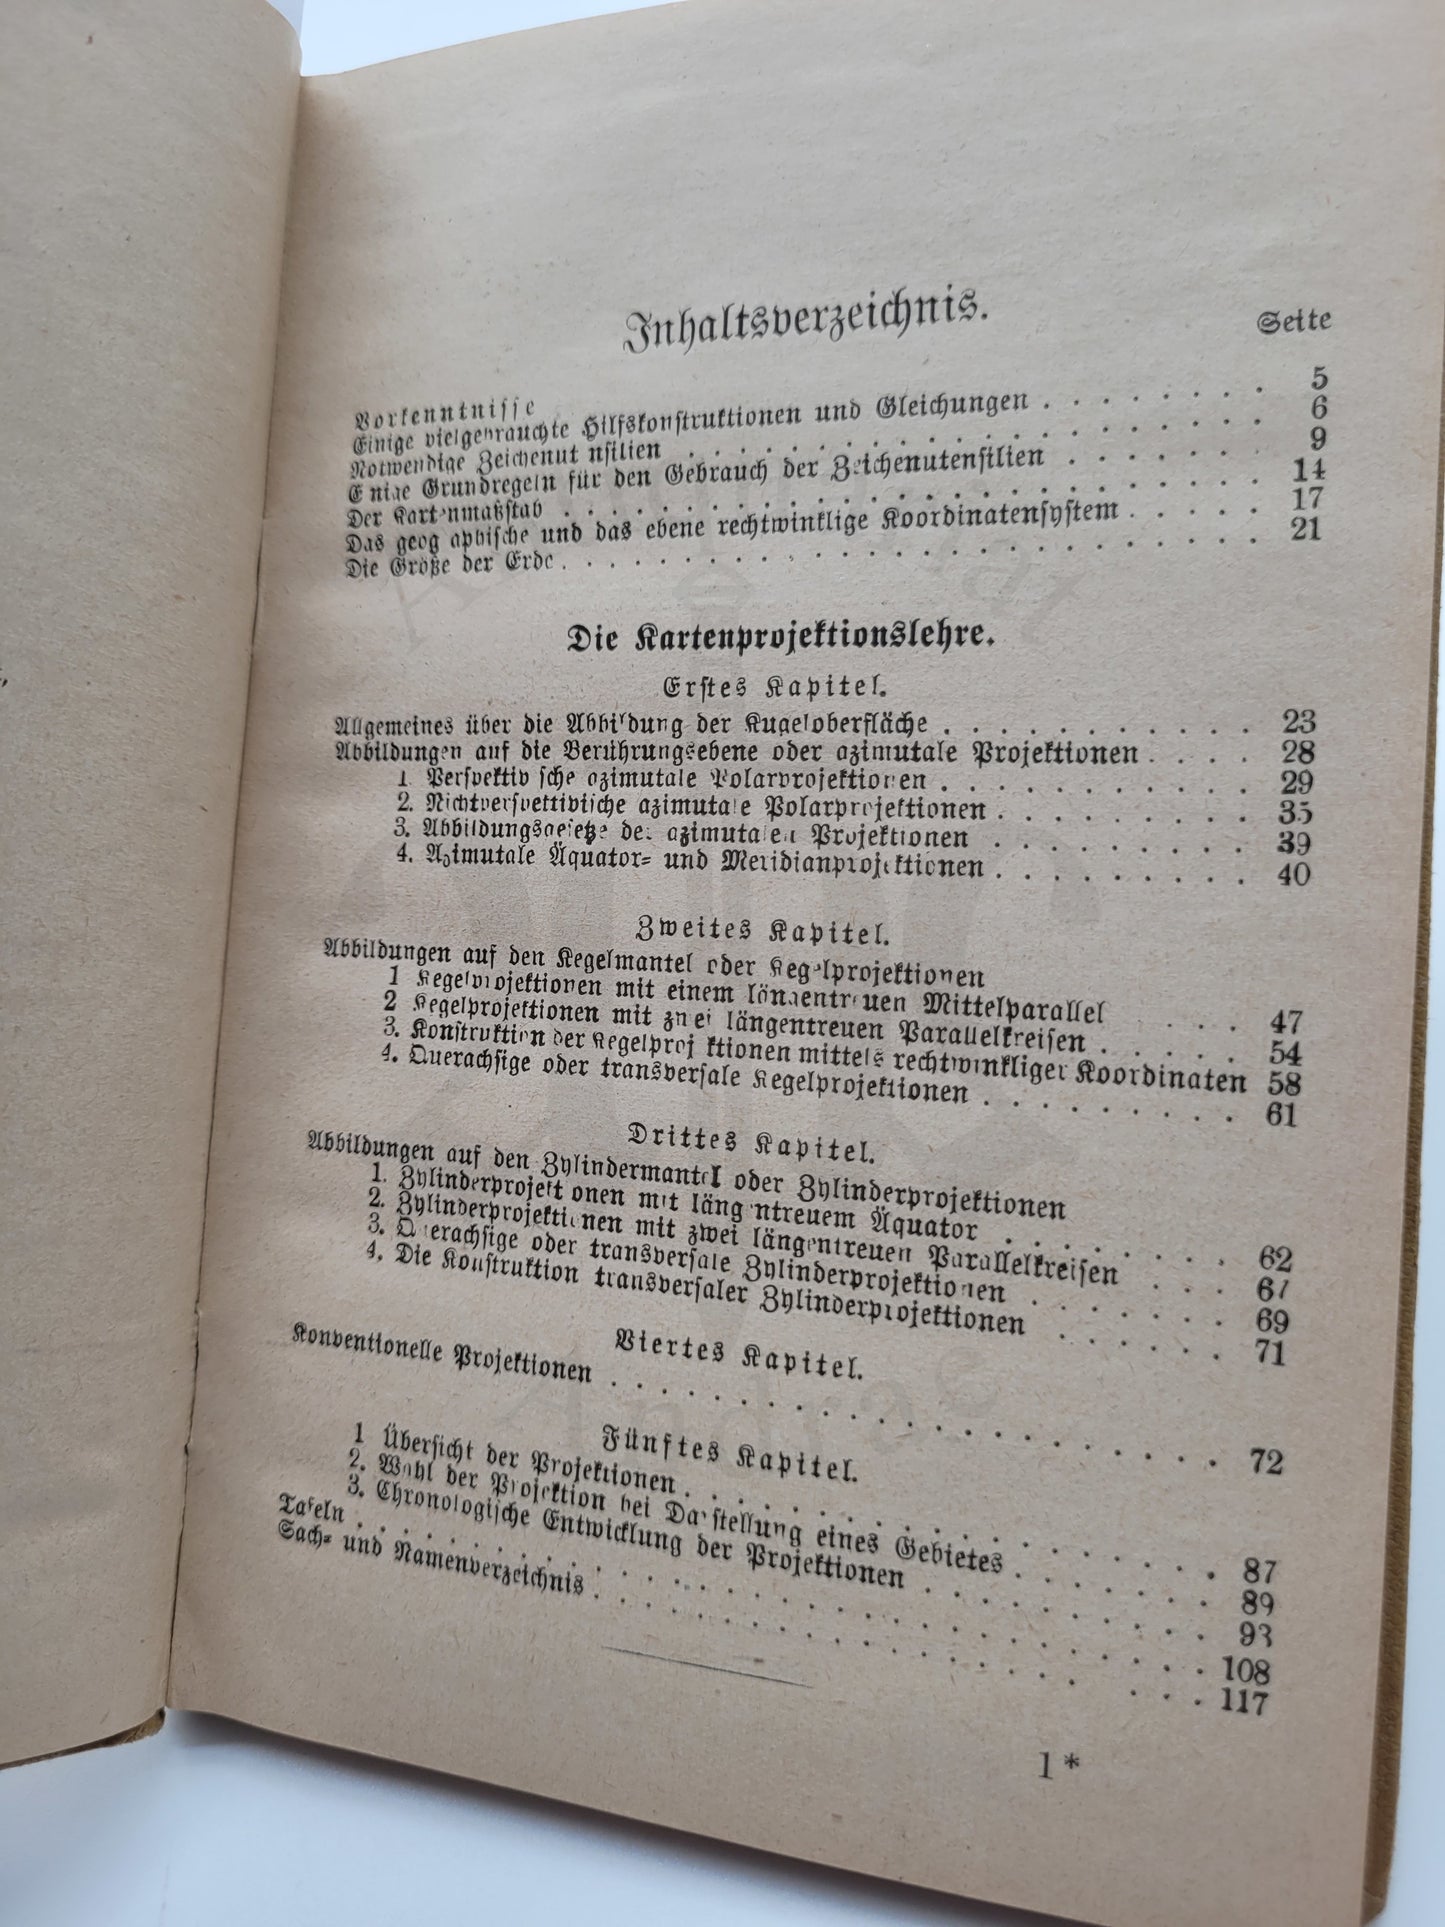 Inhaltsverzeichnis.
Seite
Vorkenntnisse
Einige vielgebrauchte Hilfskonstruktionen und Gleichungen . . . . . . . 5
Notwendige Zeichenutensilien . . . . . . . . . . . . . . . 6
Einige Grundregeln für den Gebrauch der Zeichenutensilien . . . . . . 9
Der Kartenmaßstab . . . . . . . . . . . . . . . . . . 14
Das geographische und das ebene rechtwinklige Koordinatensystem . . . . . 17
Die Größe der Erde . . . . . . . . . . . . . . . . . . 21
Die Kartenprojektionslehre.
Erstes Kapitel.
Allgemeines über die Abbildung der Kugeloberfläche . . . . . . . . . 23
Abbildungen auf die Berührungsebene oder azimutale Projektionen . . . . 28
1. Perspektivische azimutale Polarprojektionen . . . . . . . . . 29
2. Nichtperspektivische azimutale Polarprojektionen . . . . . . . 35
3. Abbildungsgesetze der azimutalen Projektionen . . . . . . . 39
4. Azimutale Äquator- und Meridianprojektionen . . . . . . . 40
Zweites Kapitel.
Abbildungen auf den Kegelmantel oder Kegelprojektionen
1 Kegelprojektionen mit einem längentreuen Mittelparallel . . . . 47
2 Kegelprojektionen mit zwei längentreuen Parallelkreisen . . . . . 54
3. Konstruktion der Kegelprojektionen mittels rechtwinkliger Koordinaten 58
4. Querachsige oder transversale Kegelprojektionen . . . . . . . . 61
Drittes Kapitel.
Abbildungen auf den Zylindermantel oder Zylinderprojektionen
1. Zylinderprojektionen mit längentreuem Äquator . . . . . . . 62
2. Zylinderprojektionen mit zwei längentreuen Parallelkreisen . . . 67
3. Querachsige oder transversale Zylinderprojektionen . . . . . . 69
4. Die Konstruktion transversaler Zylinderprojektionen . . . . . . 71
Viertes Kapitel.
Konventionelle Projektionen . . . . . . . . . . . . . . . . 72
Fünftes Kapitel.
1 Übersicht der Projektionen . . . . . . . . . . . . . . 87
2. Wahl der Projektion bei Darstellung eines Gebietes . . . . . . 89
3. Chronologische Entwicklung der Projektionen . . . . . . . . 93
Tafeln . . . . . . . . . . . . . . . . . . . . . . 108
Sach- und Namenverzeichnis . . . . . . . . . . . . . . . . 117
1*